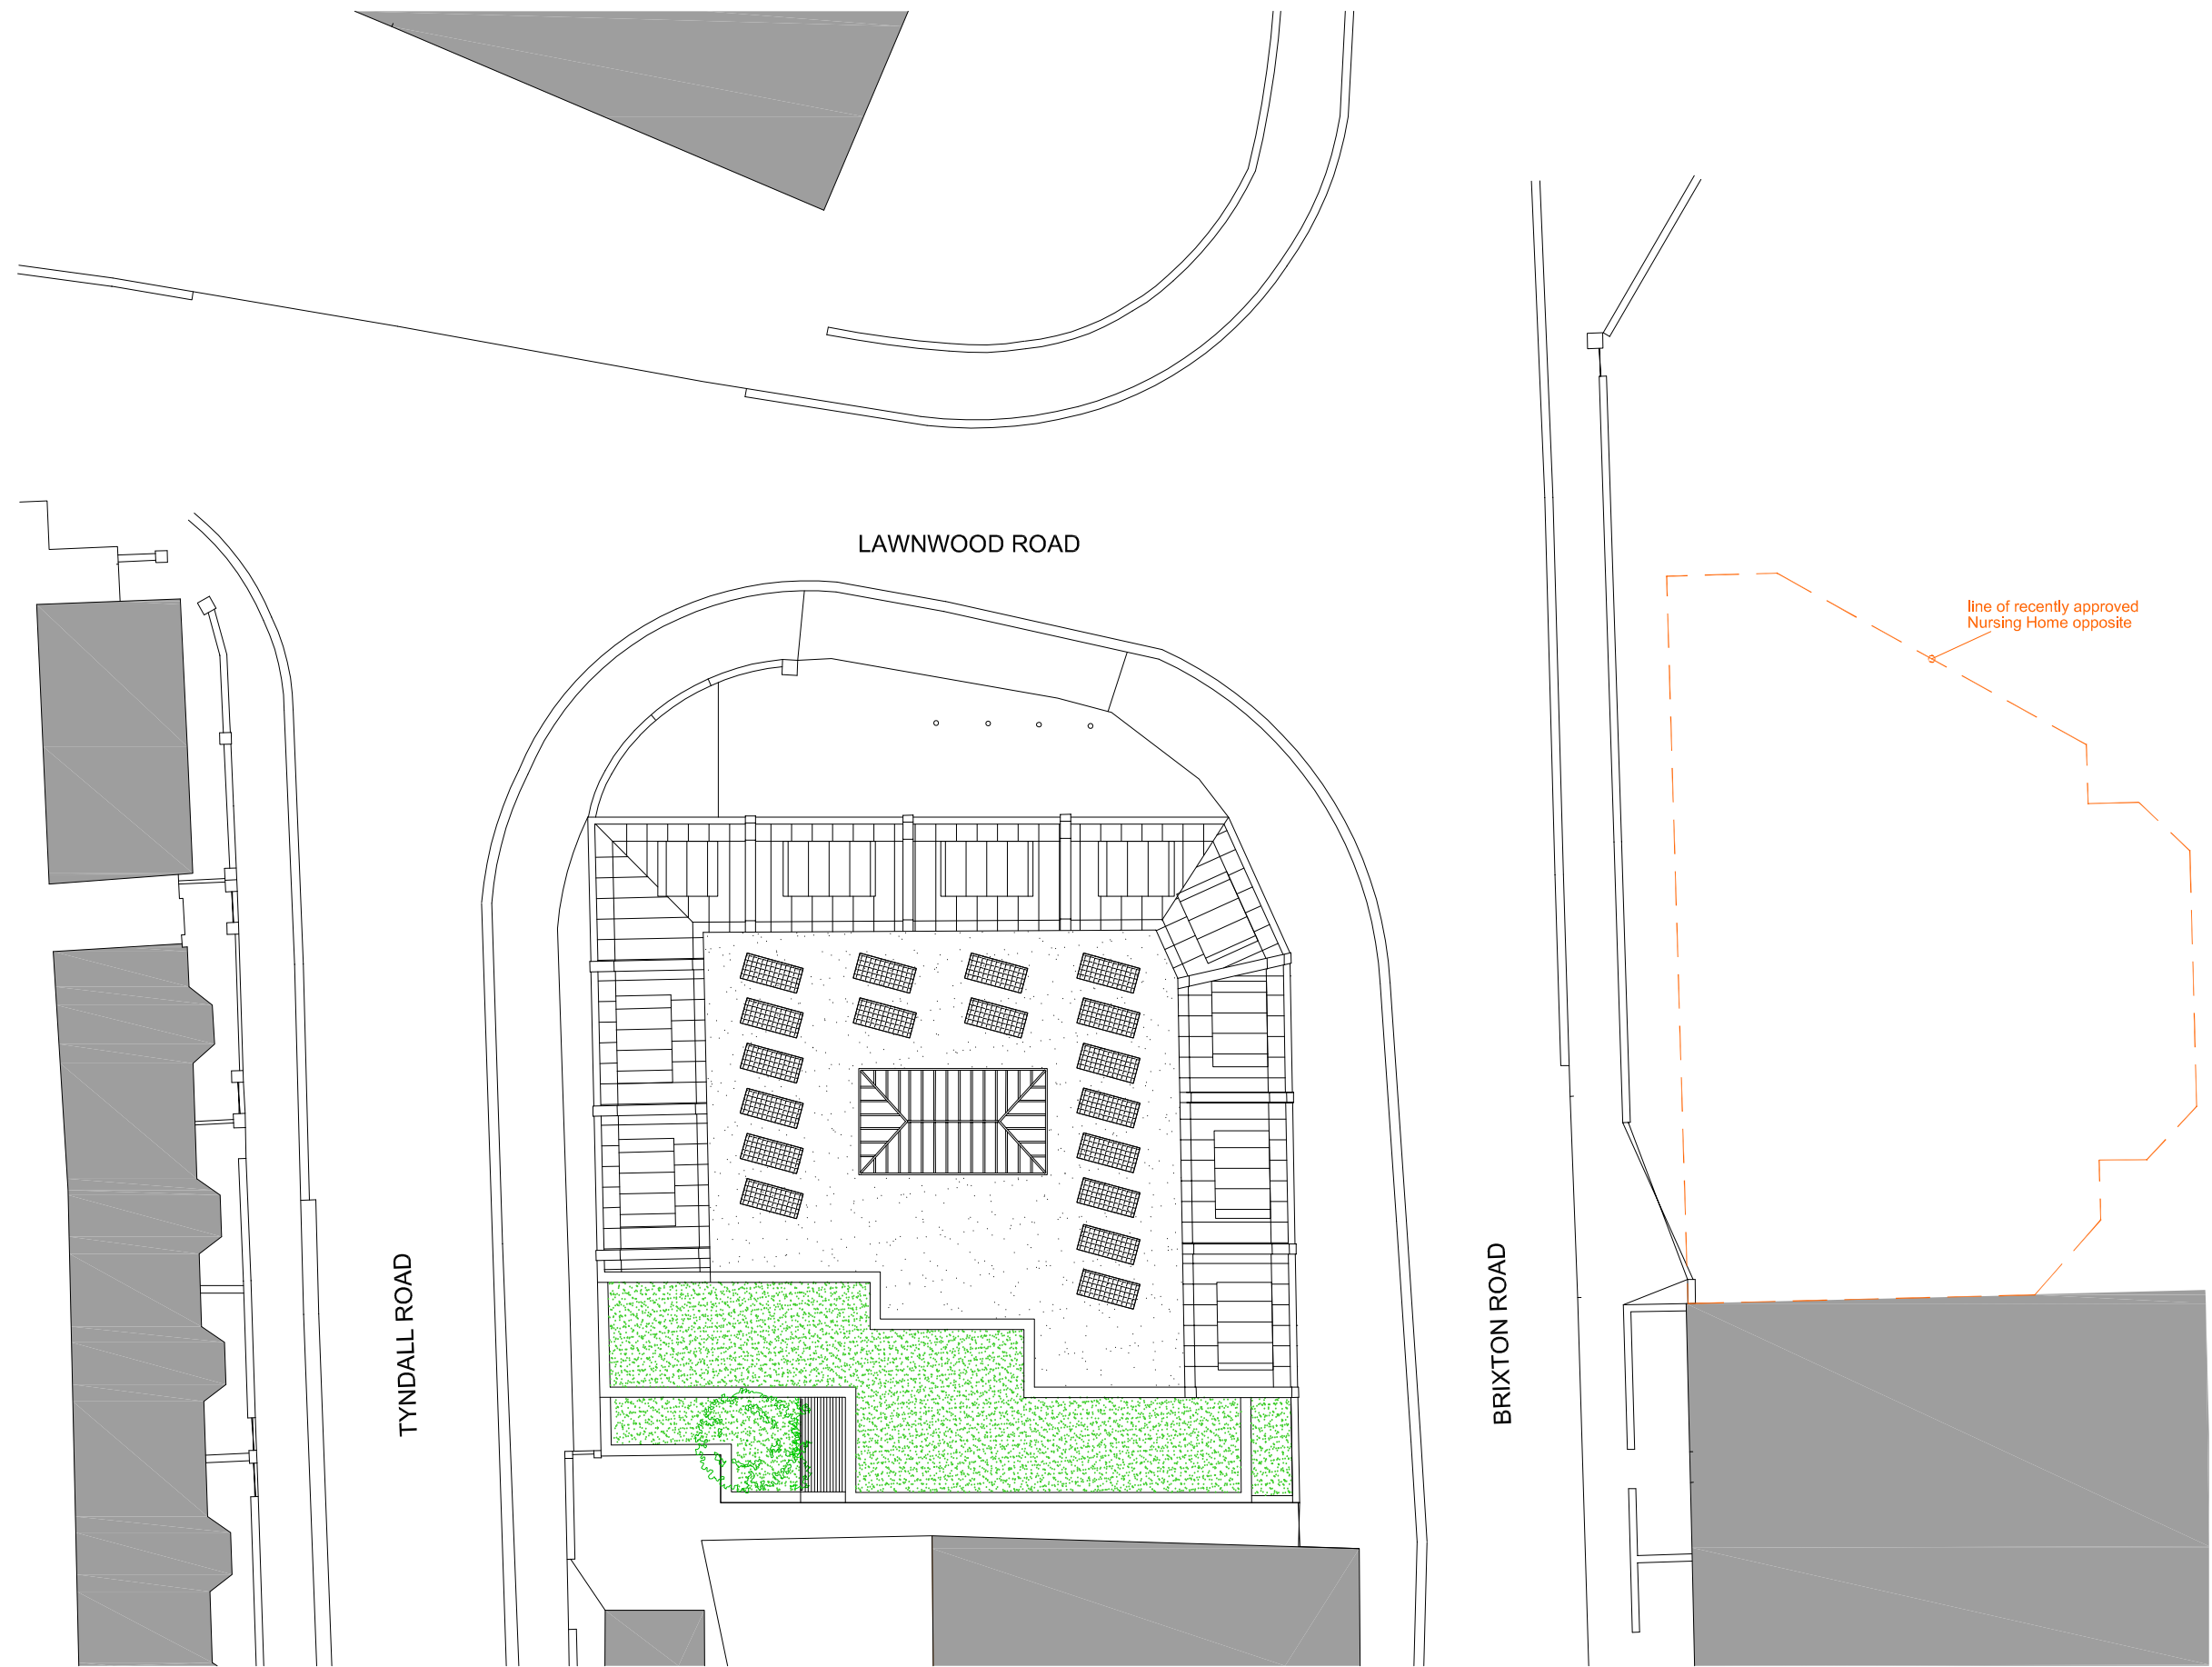 LAWNWOOD ROAD
line of recently approved
Nursing Home opposite
TYNDALL ROAD
BRIXTON ROAD